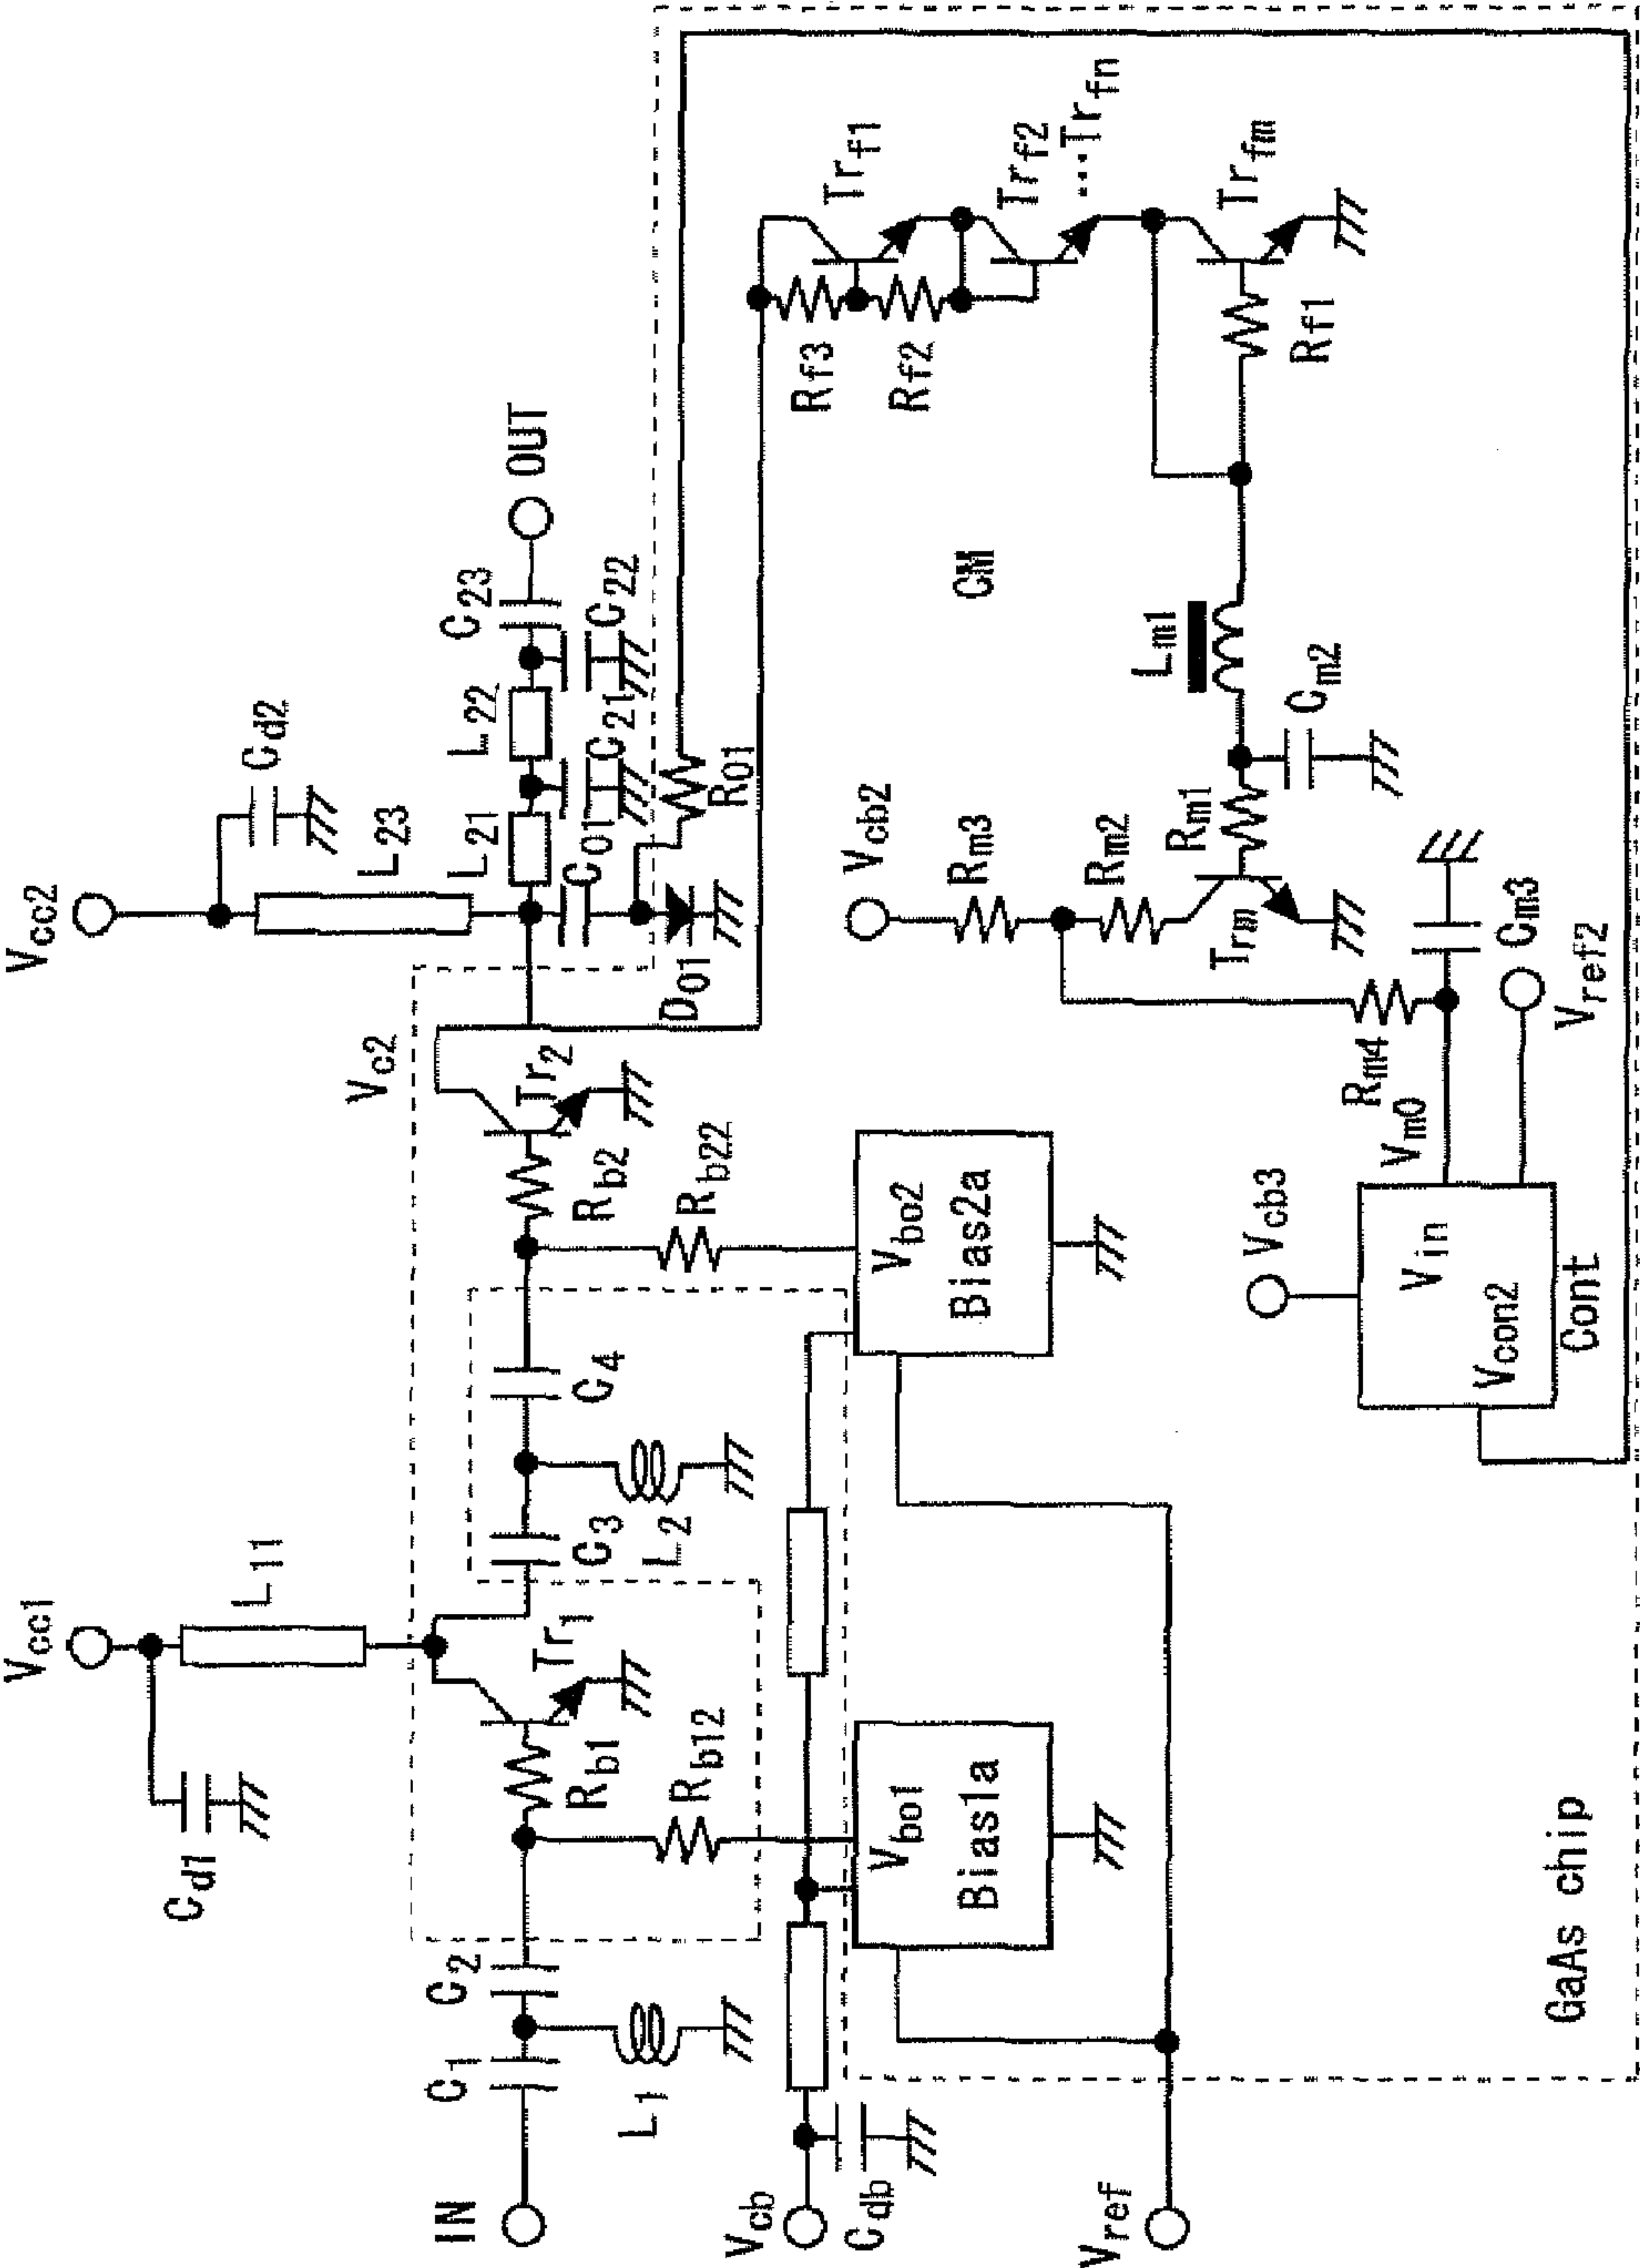 Vcc1
Vcc2
Cd1
L11
Cd2
L23
Vc2
IN
C1
C2
L1
Rb1
Tr1
Rb12
C3
L2
C4
Rb2
Tr2
Rb22
L21
L22
C23
OUT
C01
C21
C22
D01
R01
Vcb
Cdb
Vref
Vbo1
Bias1a
Vbo2
Bias2a
Vcb2
Rm3
Rm2
Rm1
Trm
Lm1
Cm2
CM
Rf3
Rf2
Rf1
Trf1
Trf2
...Trfn
Trfm
Vcb3
Vm0
Rm4
Cm3
Vref2
Vin
Vcon2
Cont
GaAs chip